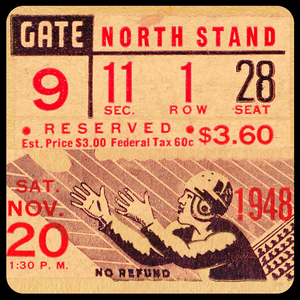 GATE NORTH STAND
9 11 1 28
SEC. ROW SEAT
• RESERVED • $3.60
Est. Price $3.00 Federal Tax 60c
SAT.
NOV. 1948
20
1:30 P. M.
NO REFUND